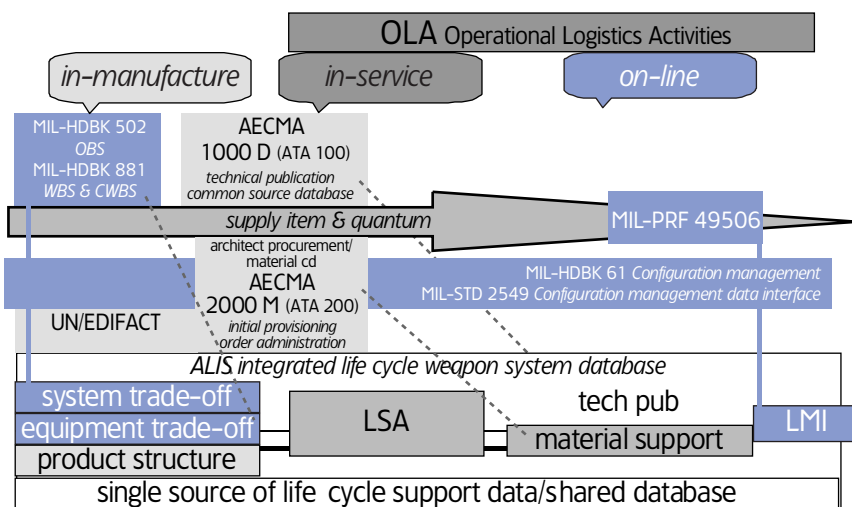 OLA Operational Logistics Activities
in-manufacture
in-service
on-line
MIL-HDBK 502
OBS
MIL-HDBK 881
WBS & CWBS
AECMA
1000 D (ATA 100)
technical publication
common source database
supply item & quantum
MIL-PRF 49506
architect procurement/
material cd
AECMA
2000 M (ATA 200)
initial provisioning
order administration
MIL-HDBK 61 Configuration management
MIL-STD 2549 Configuration management data interface
UN/EDIFACT
ALIS integrated life cycle weapon system database
system trade-off
equipment trade-off
product structure
LSA
tech pub
material support
LMI
single source of life cycle support data/shared database